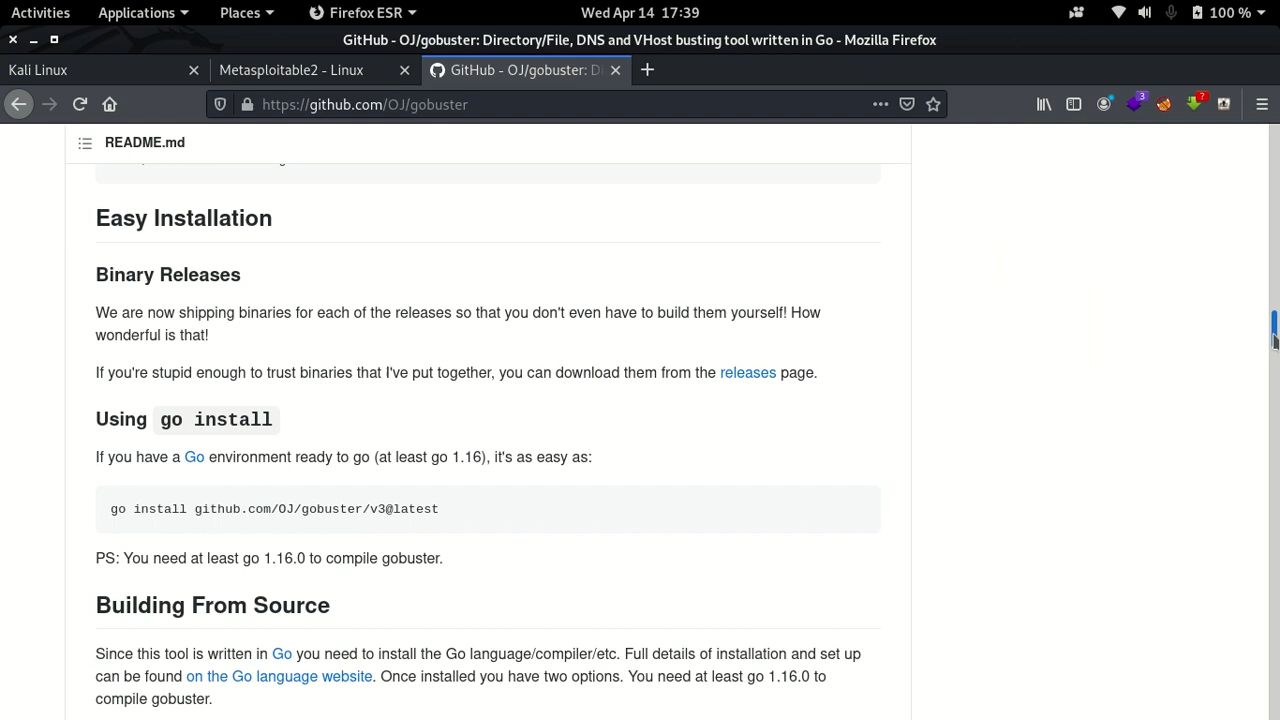 Activities Applications Places Firefox ESR Wed Apr 14 17:39 100 %
GitHub - OJ/gobuster: Directory/File, DNS and VHost busting tool written in Go - Mozilla Firefox
Kali Linux Metasploitable2 - Linux GitHub - OJ/gobuster: Di
https://github.com/OJ/gobuster 3 ?
README.md
Easy Installation
Binary Releases
We are now shipping binaries for each of the releases so that you don't even have to build them yourself! How
wonderful is that!
If you're stupid enough to trust binaries that I've put together, you can download them from the releases page.
Using go install
If you have a Go environment ready to go (at least go 1.16), it's as easy as:
go install github.com/OJ/gobuster/v3@latest
PS: You need at least go 1.16.0 to compile gobuster.
Building From Source
Since this tool is written in Go you need to install the Go language/compiler/etc. Full details of installation and set up
can be found on the Go language website. Once installed you have two options. You need at least go 1.16.0 to
compile gobuster.